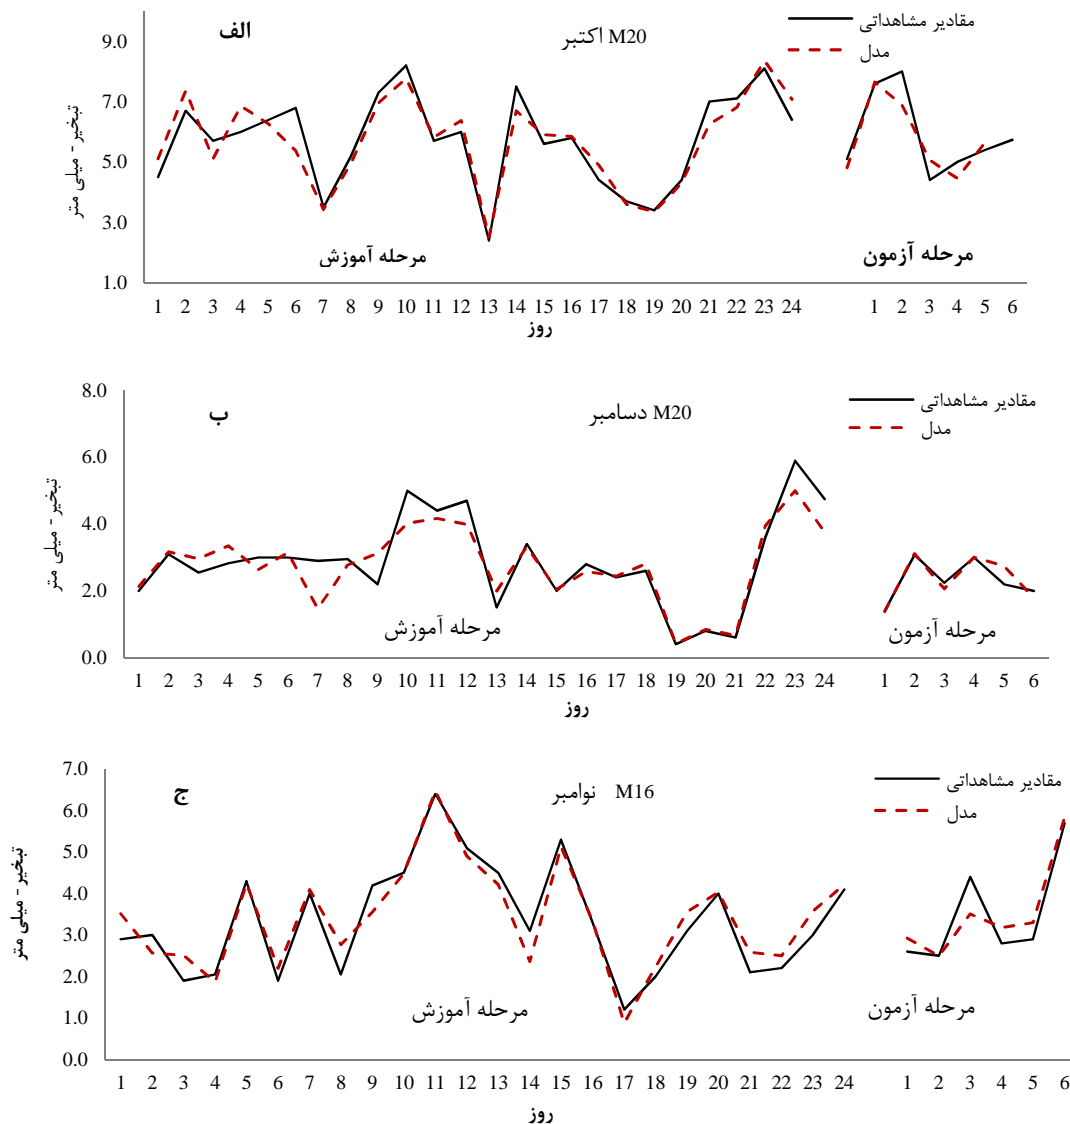 الف
M20 اکتبر
مقادیر مشاهداتی
مدل
تبخیر - میلی متر
9.0
7.0
5.0
3.0
1.0
مرحله آموزش
مرحله آزمون
1 2 3 4 5 6 7 8 9 10 11 12 13 14 15 16 17 18 19 20 21 22 23 24 1 2 3 4 5 6
روز
ب
M20 دسامبر
مقادیر مشاهداتی
مدل
تبخیر - میلی متر
8.0
6.0
4.0
2.0
0.0
مرحله آموزش
مرحله آزمون
1 2 3 4 5 6 7 8 9 10 11 12 13 14 15 16 17 18 19 20 21 22 23 24 1 2 3 4 5 6
روز
ج
M16 نوامبر
مقادیر مشاهداتی
مدل
تبخیر - میلی متر
7.0
6.0
5.0
4.0
3.0
2.0
1.0
0.0
مرحله آموزش
مرحله آزمون
1 2 3 4 5 6 7 8 9 10 11 12 13 14 15 16 17 18 19 20 21 22 23 24 1 2 3 4 5 6
روز